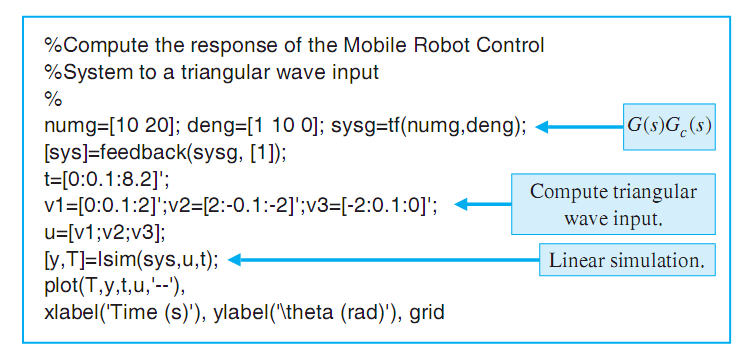 %Compute the response of the Mobile Robot Control
%System to a triangular wave input
%
numg=[10 20]; deng=[1 10 0]; sysg=tf(numg,deng);
G(s)G_c(s)
[sys]=feedback(sysg, [1]);
t=[0:0.1:8.2]';
v1=[0:0.1:2]';v2=[2:-0.1:-2]';v3=[-2:0.1:0]';
Compute triangular
wave input.
u=[v1;v2;v3];
[y,T]=lsim(sys,u,t);
Linear simulation.
plot(T,y,t,u,'--'),
xlabel('Time (s)'), ylabel('\theta (rad)'), grid